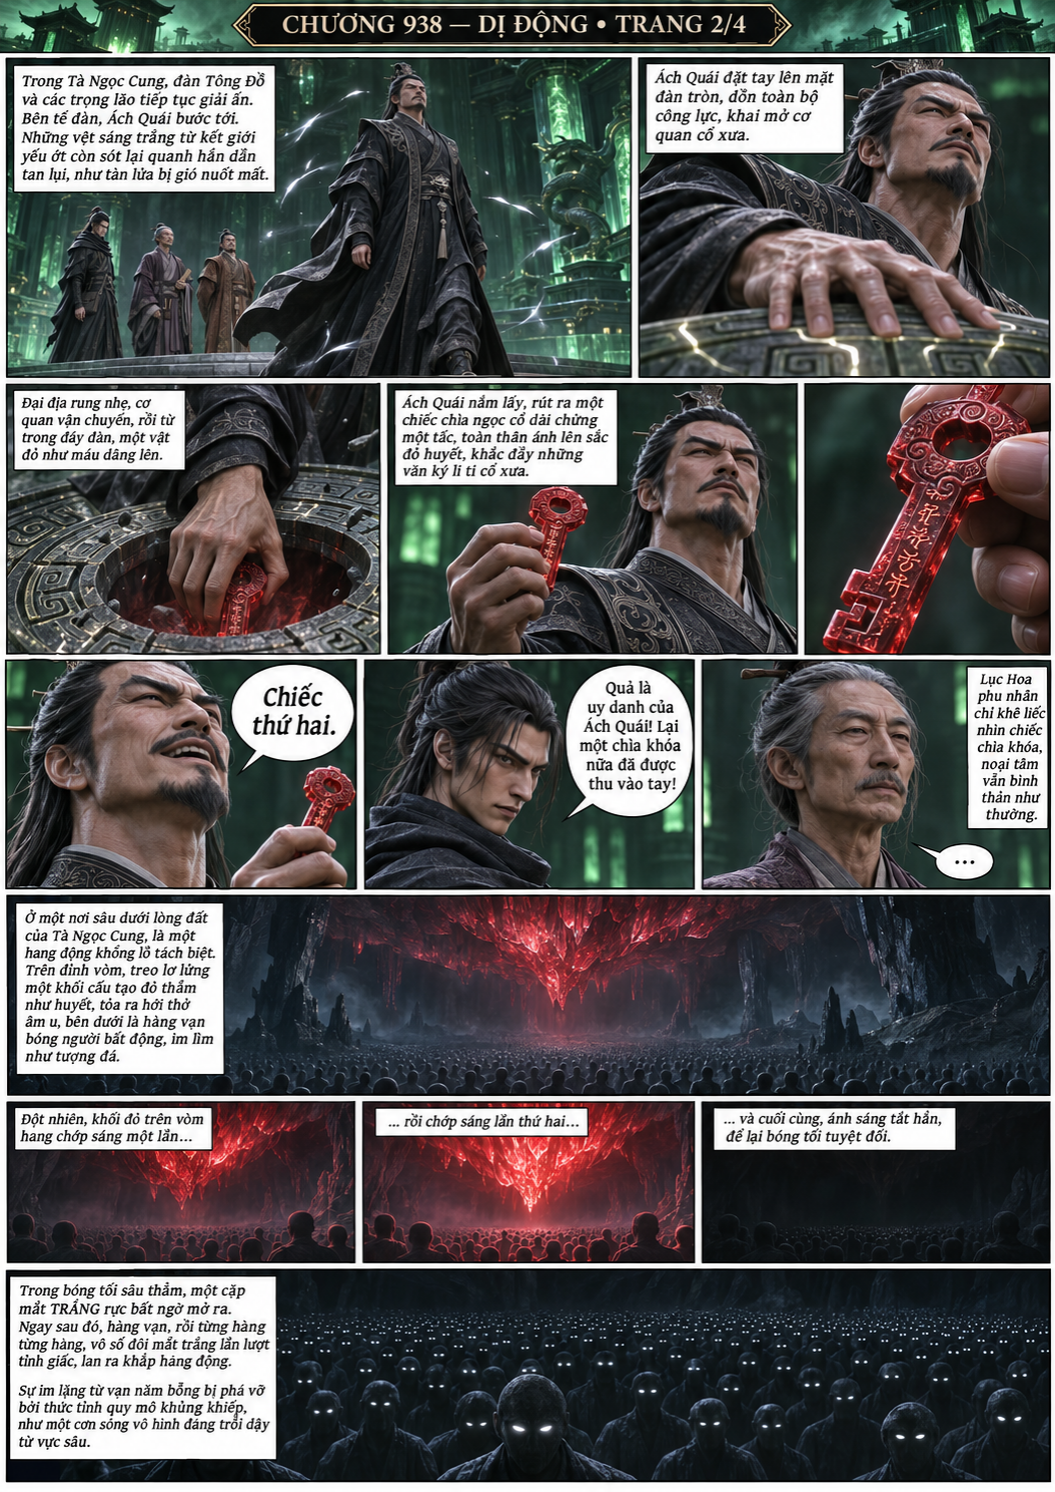 CHƯƠNG 938 — DỊ ĐỘNG • TRANG 2/4
Trong Tà Ngọc Cung, đàn Tông Đồ
và các trọng lão tiếp tục giải ấn.
Bên tế đàn, Ách Quái bước tới.
Những vệt sáng trắng từ kết giới
yếu ớt còn sót lại quanh hắn dần
tan lụi, như tàn lửa bị gió nuốt mất.
Ách Quái đặt tay lên mặt
đàn tròn, dồn toàn bộ
công lực, khai mở cơ
quan cổ xưa.
Đại địa rung nhẹ, cơ
quan vận chuyển, rồi từ
trong đáy đàn, một vật
đỏ như máu dâng lên.
Ách Quái nắm lấy, rút ra một
chiếc chìa ngọc cổ dài chừng
một tấc, toàn thân ánh lên sắc
đỏ huyết, khắc đầy những
văn ký li ti cổ xưa.
Chiếc
thứ hai.
Quả là
uy danh của
Ách Quái! Lại
một chìa khóa
nữa đã được
thu vào tay!
Lục Hoa
phu nhân
chỉ khẽ liếc
nhìn chiếc
chìa khóa,
nọai tâm
vẫn bình
thản như
thường.
...
Ở một nơi sâu dưới lòng đất
của Tà Ngọc Cung, là một
hang động khổng lồ tách biệt.
Trên đỉnh vòm, treo lơ lửng
một khối cấu tạo đỏ thẫm
như huyết, tỏa ra hơi thở
âm u, bên dưới là hàng vạn
bóng người bất động, im lìm
như tượng đá.
Đột nhiên, khối đỏ trên vòm
hang chớp sáng một lần...
... rồi chớp sáng lần thứ hai...
... và cuối cùng, ánh sáng tắt hẳn,
để lại bóng tối tuyệt đối.
Trong bóng tối sâu thẳm, một cặp
mắt TRẮNG rực bất ngờ mở ra.
Ngay sau đó, hàng vạn, rồi từng hàng
từng hàng, vô số đôi mắt trắng lần lượt
tỉnh giấc, lan ra khắp hang động.
Sự im lặng từ vạn năm bỗng bị phá vỡ
bởi thức tỉnh quy mô khủng khiếp,
như một cơn sóng vô hình đáng trỗi dậy
từ vực sâu.